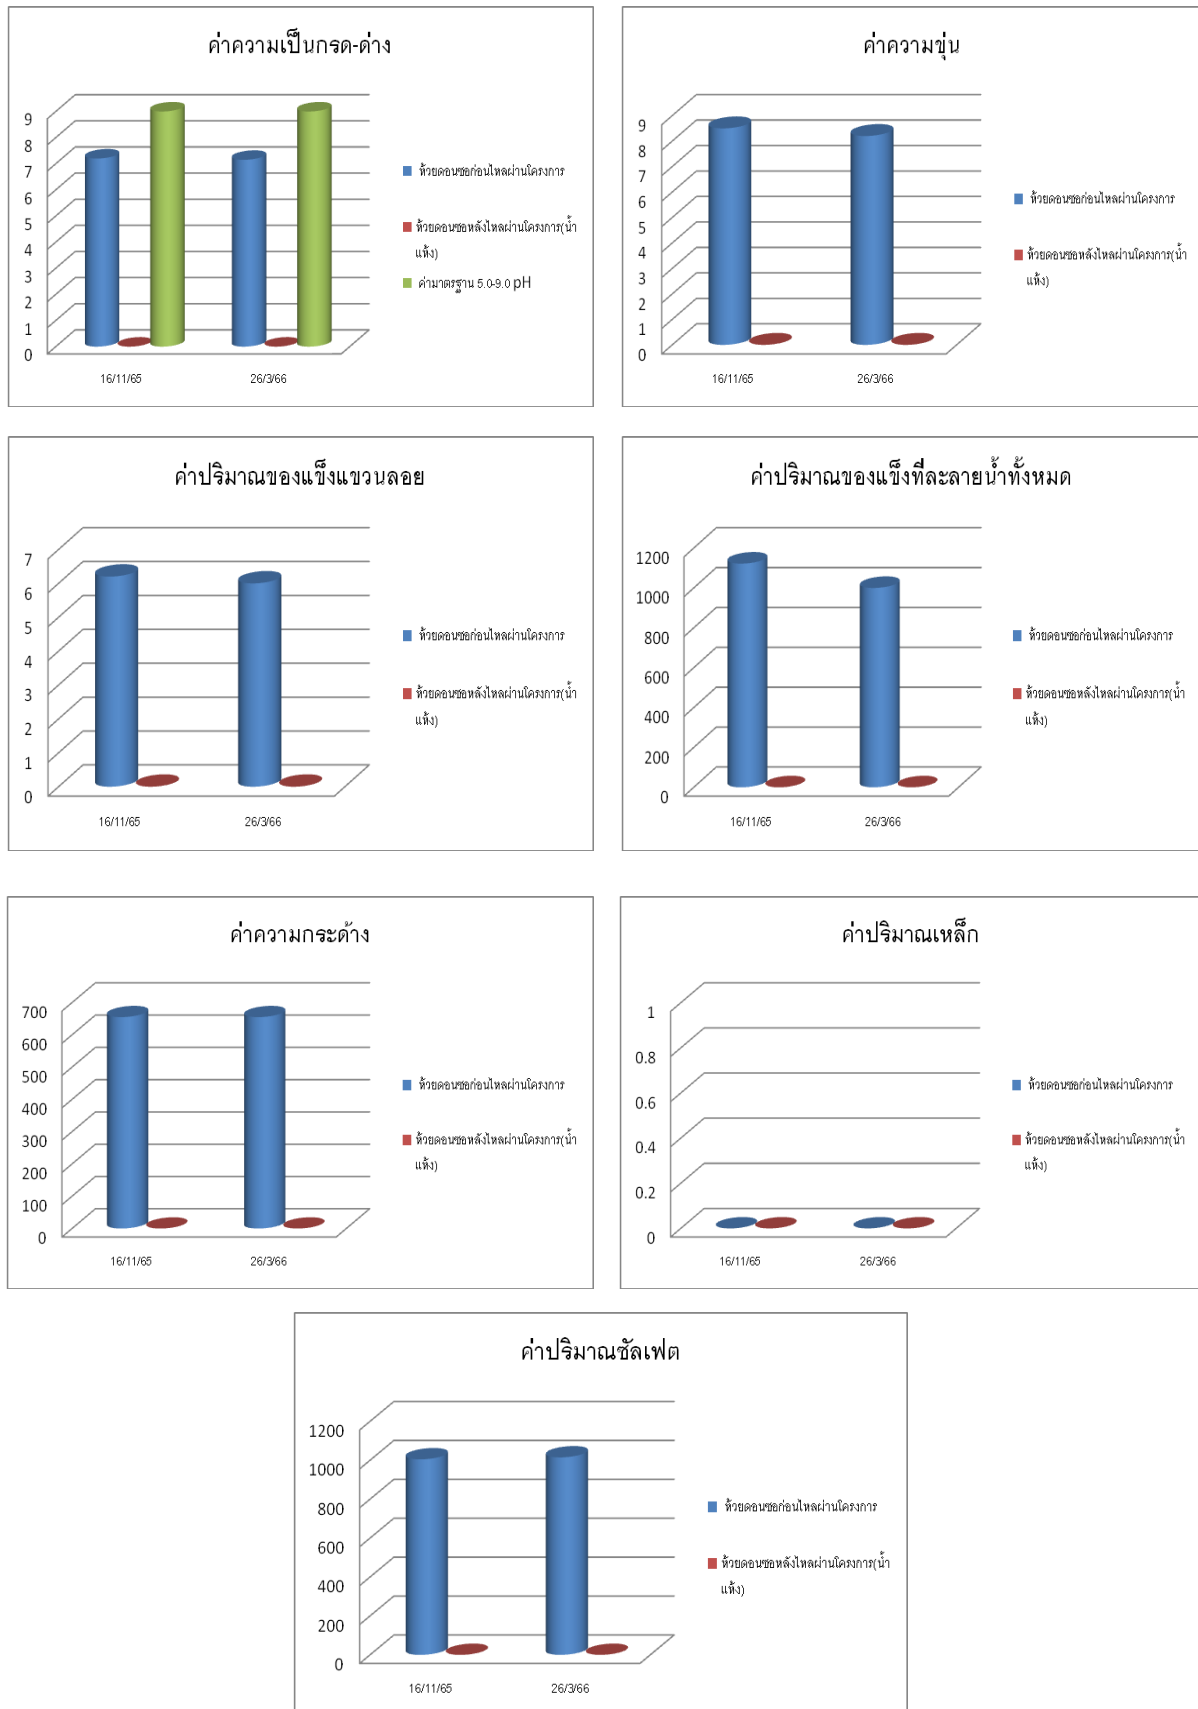 ค่าความเป็นกรด-ด่าง
9
8
7
6
5
4
3
2
1
0
16/11/65 26/3/66
ห้วยดอนซอก่อนไหลผ่านโครงการ
ห้วยดอนซอหลังไหลผ่านโครงการ(น้ำ
แห้ง)
ค่ามาตรฐาน 5.0-9.0 pH
ค่าความขุ่น
9
8
7
6
5
4
3
2
1
0
16/11/65 26/3/66
ห้วยดอนซอก่อนไหลผ่านโครงการ
ห้วยดอนซอหลังไหลผ่านโครงการ(น้ำ
แห้ง)
ค่าปริมาณของแข็งแขวนลอย
7
6
5
4
3
2
1
0
16/11/65 26/3/66
ห้วยดอนซอก่อนไหลผ่านโครงการ
ห้วยดอนซอหลังไหลผ่านโครงการ(น้ำ
แห้ง)
ค่าปริมาณของแข็งที่ละลายน้ำทั้งหมด
1200
1000
800
600
400
200
0
16/11/65 26/3/66
ห้วยดอนซอก่อนไหลผ่านโครงการ
ห้วยดอนซอหลังไหลผ่านโครงการ(น้ำ
แห้ง)
ค่าความกระด้าง
700
600
500
400
300
200
100
0
16/11/65 26/3/66
ห้วยดอนซอก่อนไหลผ่านโครงการ
ห้วยดอนซอหลังไหลผ่านโครงการ(น้ำ
แห้ง)
ค่าปริมาณเหล็ก
1
0.8
0.6
0.4
0.2
0
16/11/65 26/3/66
ห้วยดอนซอก่อนไหลผ่านโครงการ
ห้วยดอนซอหลังไหลผ่านโครงการ(น้ำ
แห้ง)
ค่าปริมาณซัลเฟต
1200
1000
800
600
400
200
0
16/11/65 26/3/66
ห้วยดอนซอก่อนไหลผ่านโครงการ
ห้วยดอนซอหลังไหลผ่านโครงการ(น้ำ
แห้ง)